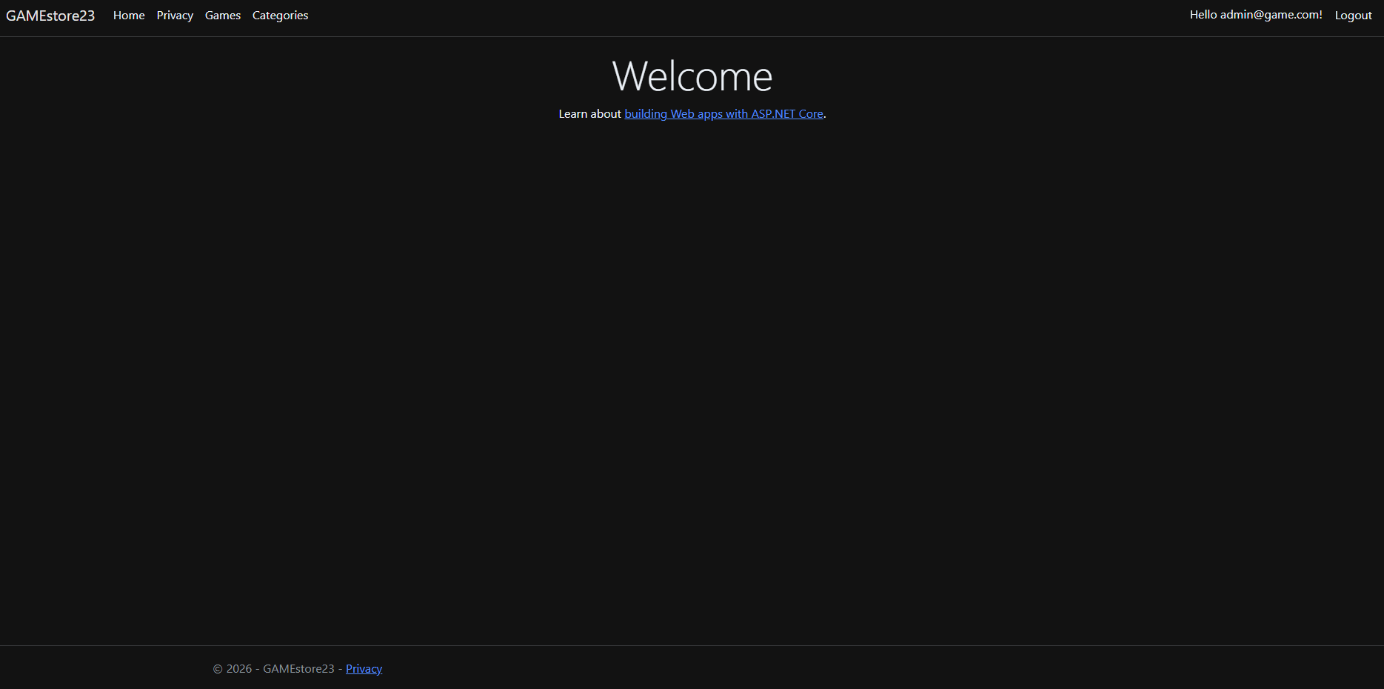 GAMEstore23 Home Privacy Games Categories Hello admin@game.com! Logout
Welcome
Learn about building Web apps with ASP.NET Core.
© 2026 - GAMEstore23 - Privacy